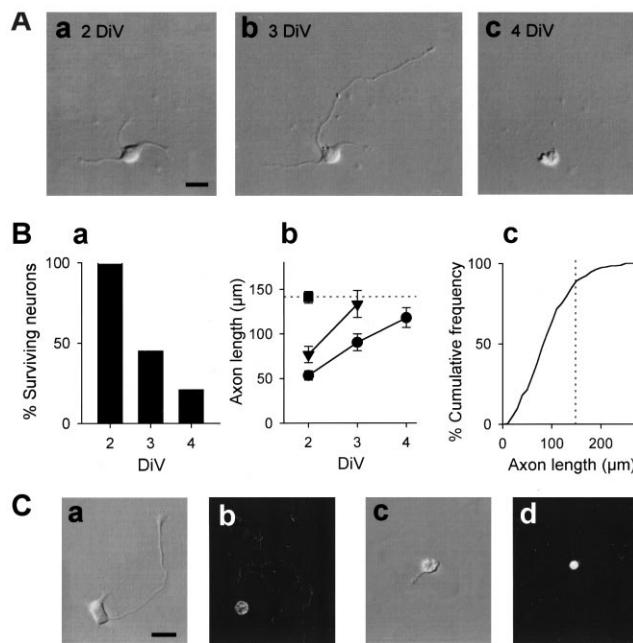 A
a 2 DiV
b 3 DiV
c 4 DiV
B
a
% Surviving neurons
100
50
0
2 3 4
DiV
b
Axon length (µm)
150
100
50
0
2 3 4
DiV
c
% Cumulative frequency
100
50
0
0 100 200
Axon length (µm)
C
a
b
c
d